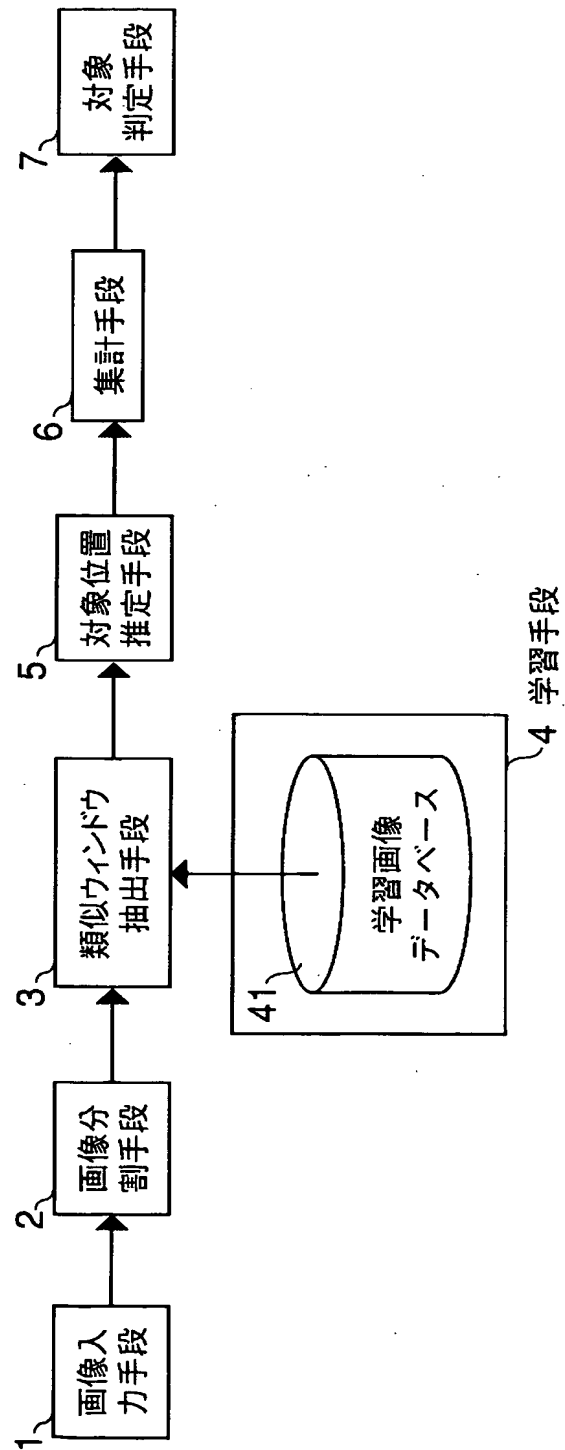 1
画像入
力手段
2
画像分
割手段
3
類似ウィンドウ
抽出手段
41
学習画像
データベース
4 学習手段
5
対象位置
推定手段
6
集計手段
7
対象
判定手段